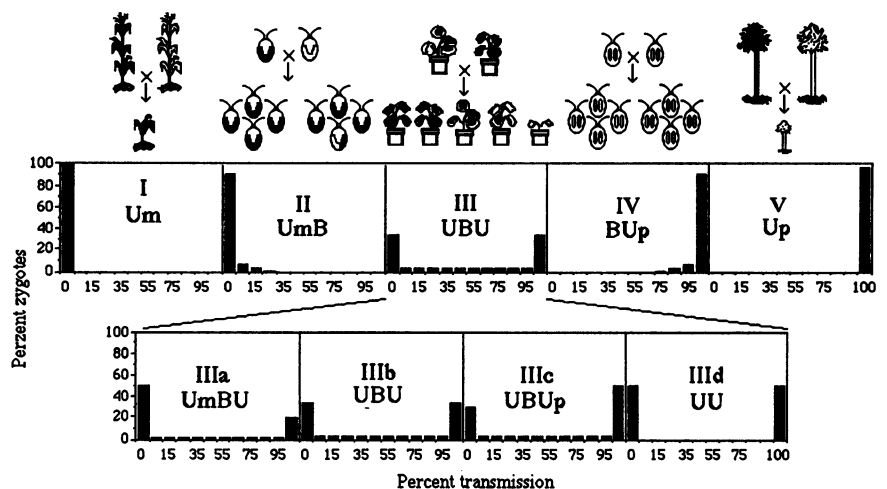 100
80
60
40
20
0
I
Um
II
UmB
III
UBU
IV
BUp
V
Up
0 15 35 55 75 95 0 15 35 55 75 95 0 15 35 55 75 95 0 15 35 55 75 95 0 15 35 55 75 100
Perzent zygotes
100
80
60
40
20
0
IIIa
UmBU
IIIb
UBU
IIIc
UBUp
IIId
UU
0 15 35 55 75 95 0 15 35 55 75 95 0 15 35 55 75 95 0 15 35 55 75 100
Percent transmission